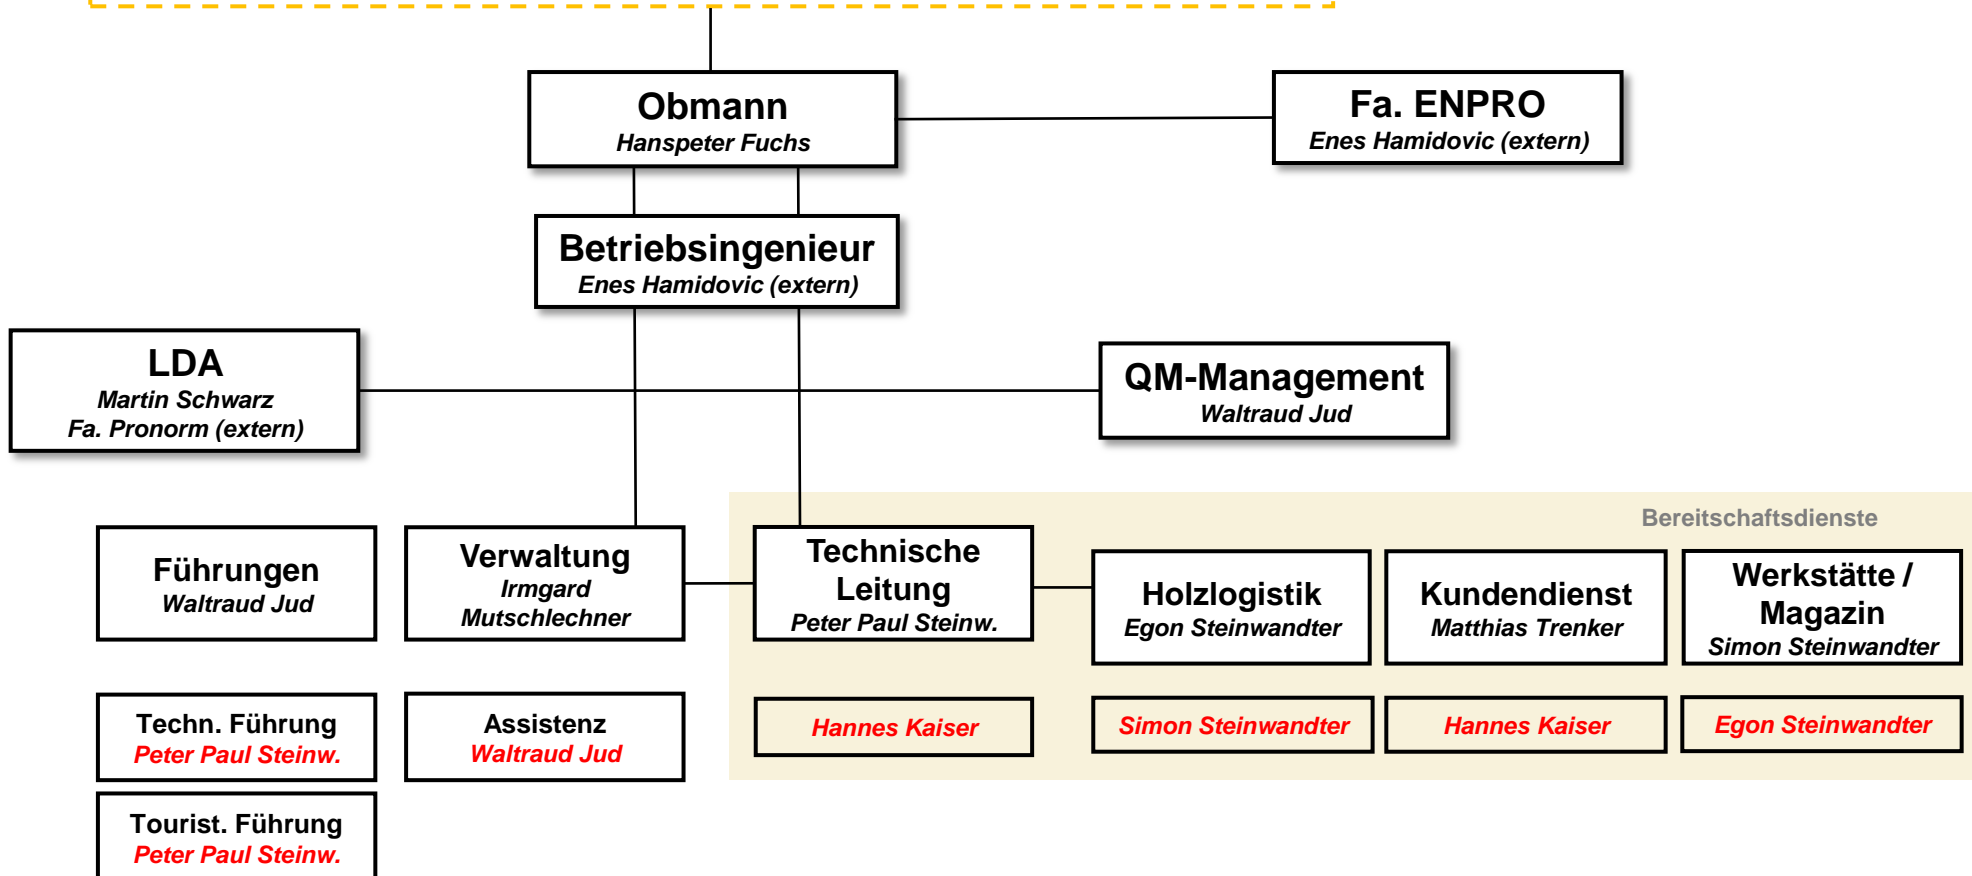 Obmann
Hanspeter Fuchs
Fa. ENPRO
Enes Hamidovic (extern)
Betriebsingenieur
Enes Hamidovic (extern)
LDA
Martin Schwarz
Fa. Pronorm (extern)
QM-Management
Waltraud Jud
Bereitschaftsdienste
Führungen
Waltraud Jud
Verwaltung
Irmgard
Mutschlechner
Technische
Leitung
Peter Paul Steinw.
Holzlogistik
Egon Steinwandter
Kundendienst
Matthias Trenker
Werkstätte /
Magazin
Simon Steinwandter
Techn. Führung
Peter Paul Steinw.
Assistenz
Waltraud Jud
Hannes Kaiser
Simon Steinwandter
Hannes Kaiser
Egon Steinwandter
Tourist. Führung
Peter Paul Steinw.